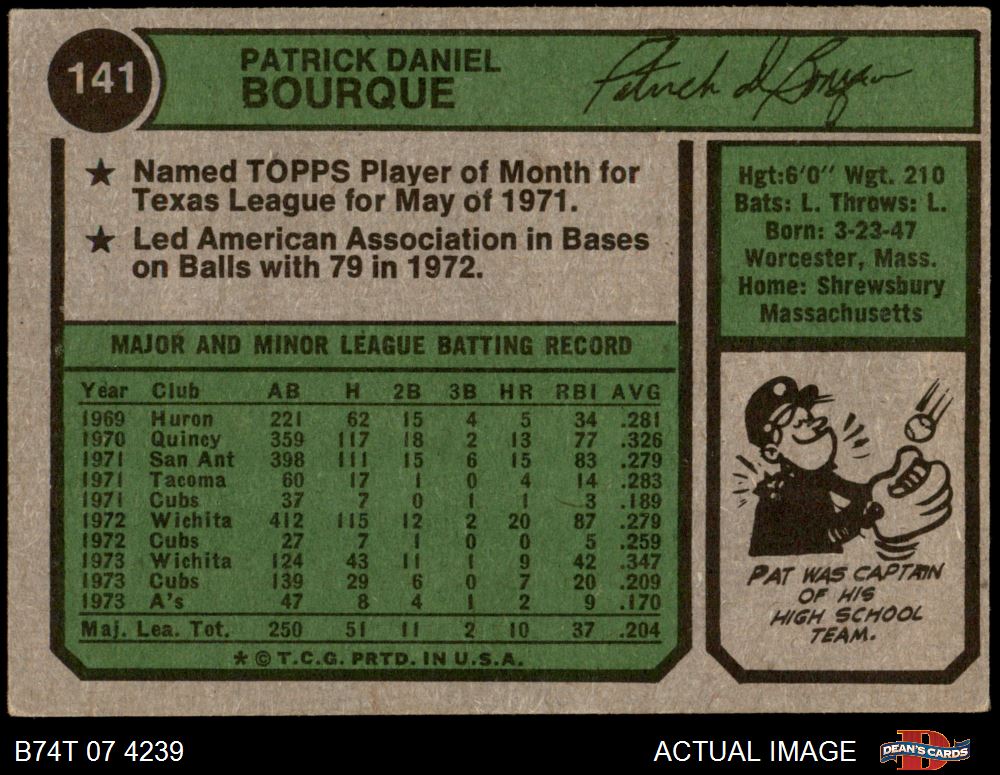 141
PATRICK DANIEL
BOURQUE
Patrick D Bourque
★ Named TOPPS Player of Month for
Texas League for May of 1971.
★ Led American Association in Bases
on Balls with 79 in 1972.
Hgt:6'0" Wgt. 210
Bats: L. Throws: L.
Born: 3-23-47
Worcester, Mass.
Home: Shrewsbury
Massachusetts
MAJOR AND MINOR LEAGUE BATTING RECORD
Year Club AB H 2B 3B HR RBI AVG
1969 Huron 221 62 15 4 5 34 .281
1970 Quincy 359 117 18 2 13 77 .326
1971 San Ant 398 111 15 6 15 83 .279
1971 Tacoma 60 17 1 0 4 14 .283
1971 Cubs 37 7 0 1 1 3 .189
1972 Wichita 412 115 12 2 20 87 .279
1972 Cubs 27 7 1 0 0 5 .259
1973 Wichita 124 43 11 1 9 42 .347
1973 Cubs 139 29 6 0 7 20 .209
1973 A's 47 8 4 1 2 9 .170
Maj. Lea. Tot. 250 51 11 2 10 37 .204
* © T.C.G. PRTD. IN U.S.A.
PAT WAS CAPTAIN
OF HIS
HIGH SCHOOL
TEAM.
B74T 07 4239
ACTUAL IMAGE
DEAN'S CARDS